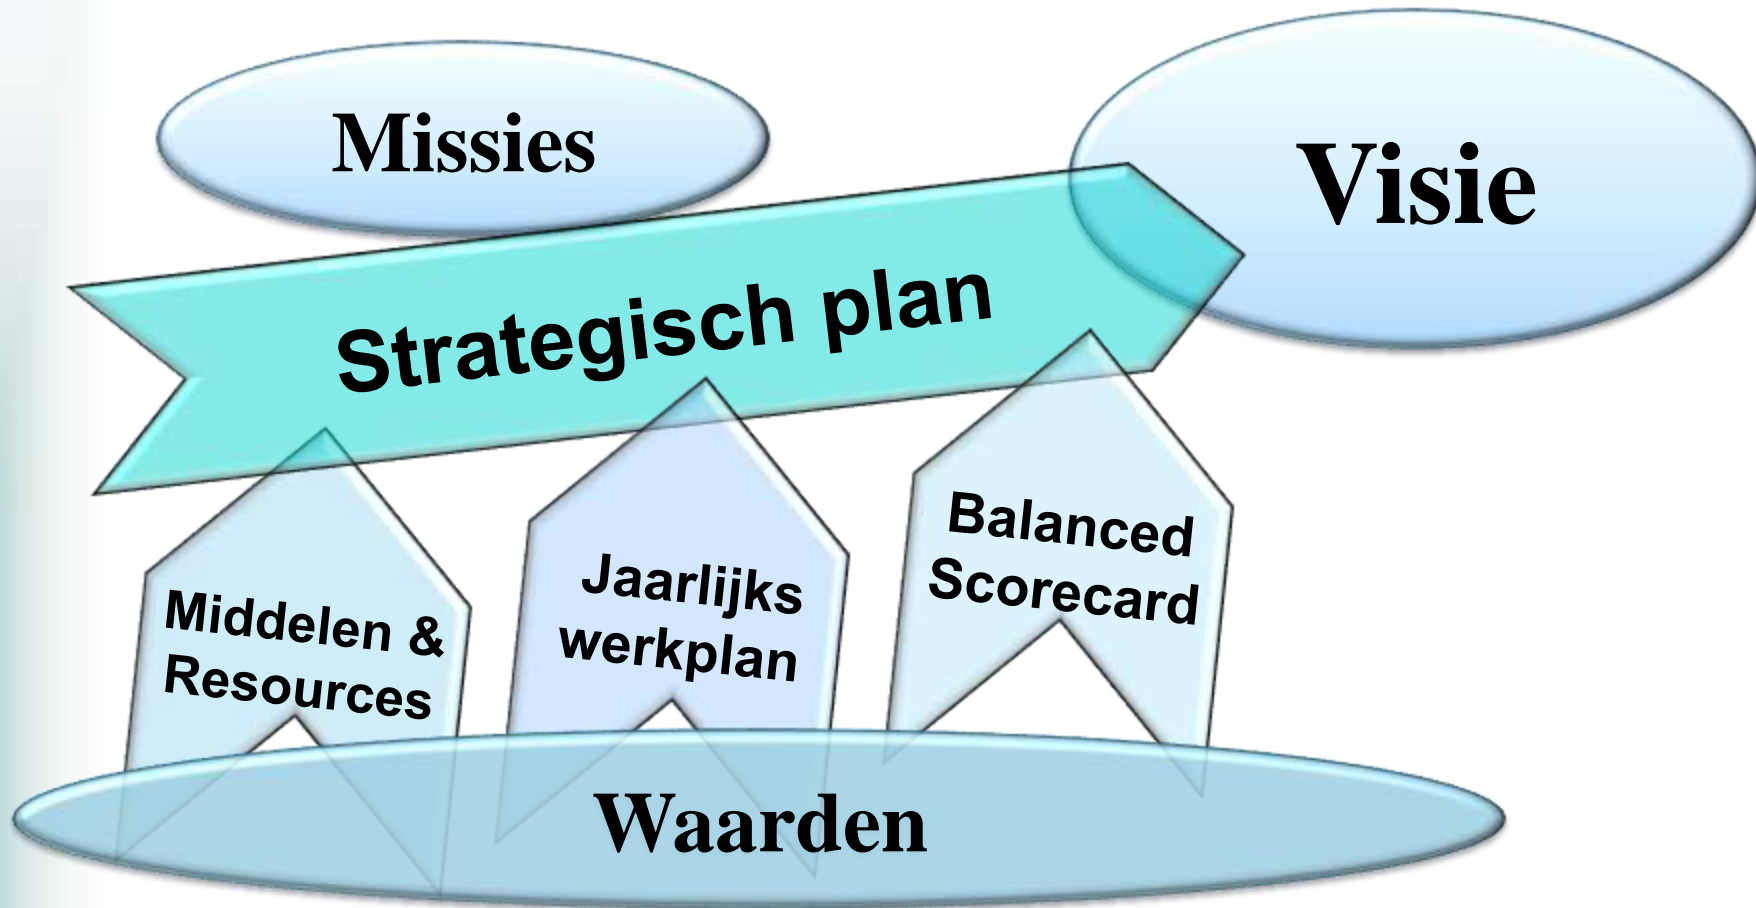 Missies
Visie
Strategisch plan
Middelen &
Resources
Jaarlijks
werkplan
Balanced
Scorecard
Waarden